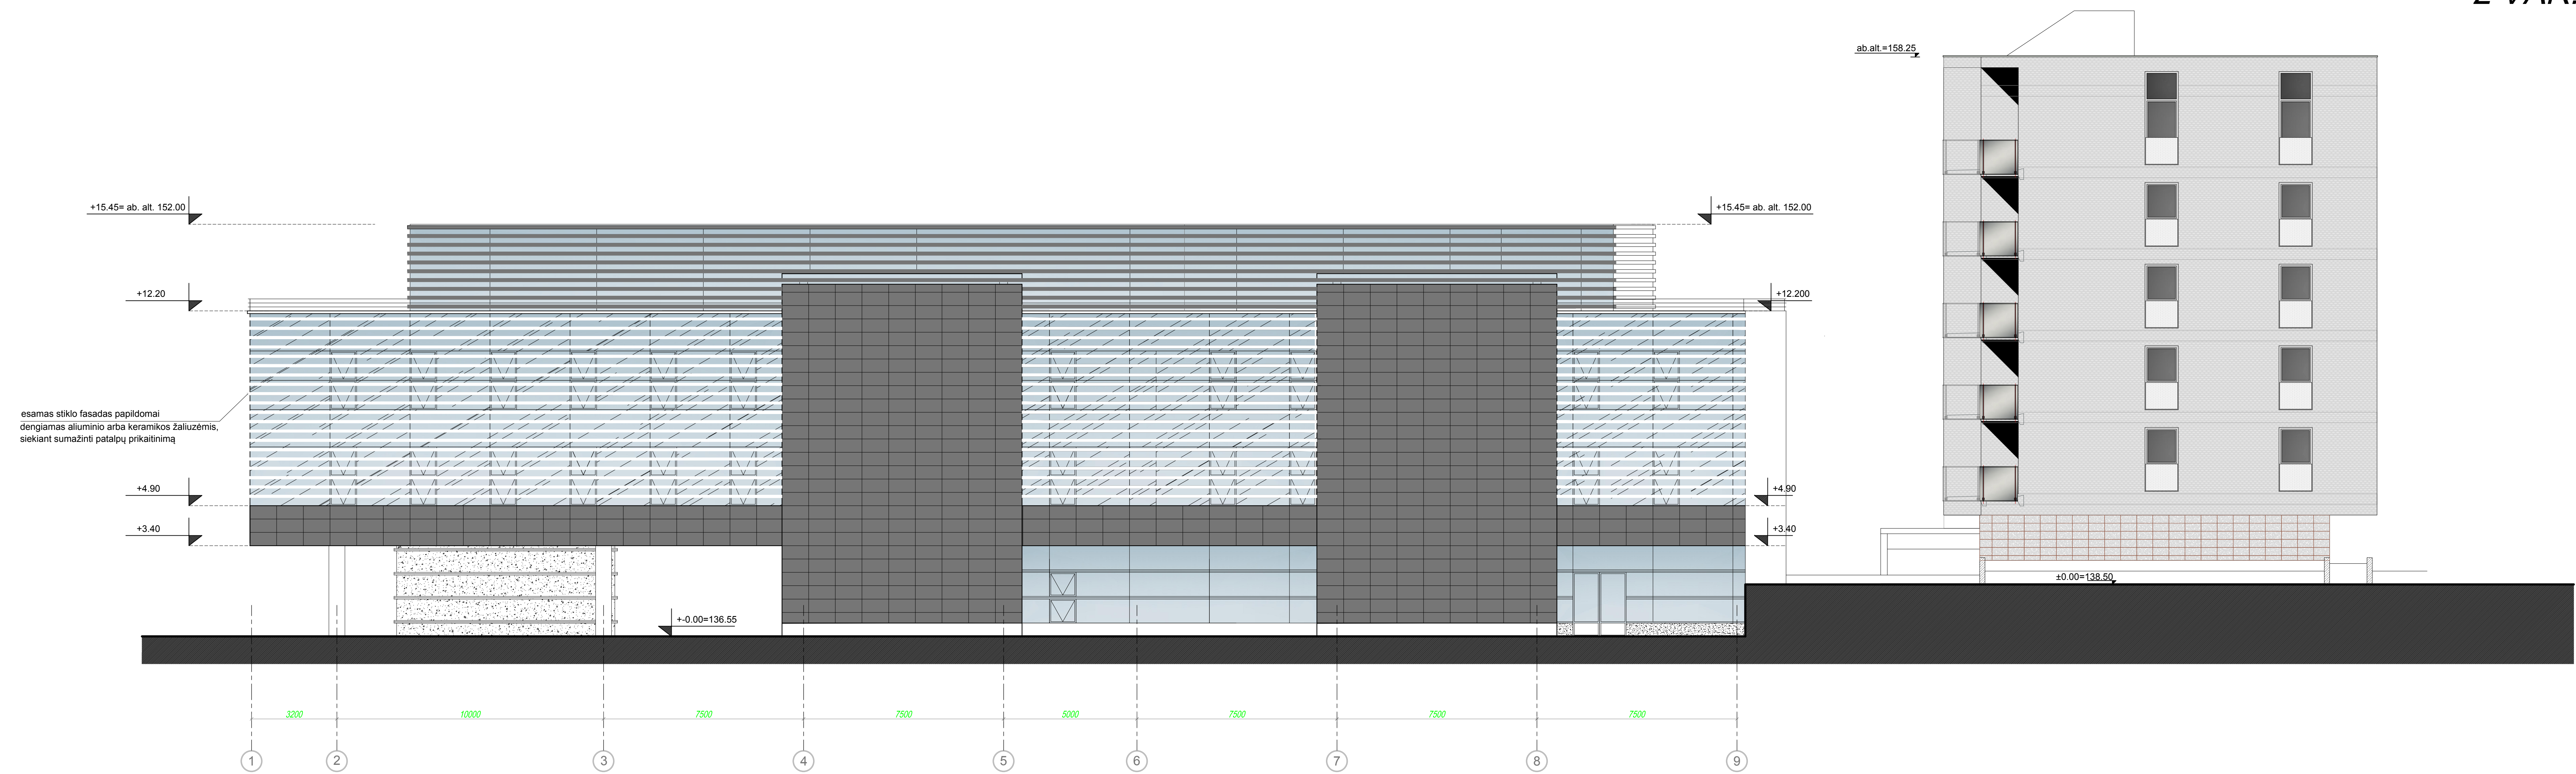 ab.alt.=158.25
+15.45= ab. alt. 152.00
+15.45= ab. alt. 152.00
+12.20
+12.200
esamas stiklo fasadas papildomai
dengiamas aliuminio arba keramikos žaliuzėmis,
siekiant sumažinti patalpų prikaitinimą
+4.90
+4.90
+3.40
+3.40
±0.00=138.50
+-0.00=136.55
3200 10000 7500 7500 5000 7500 7500 7500
1 2 3 4 5 6 7 8 9